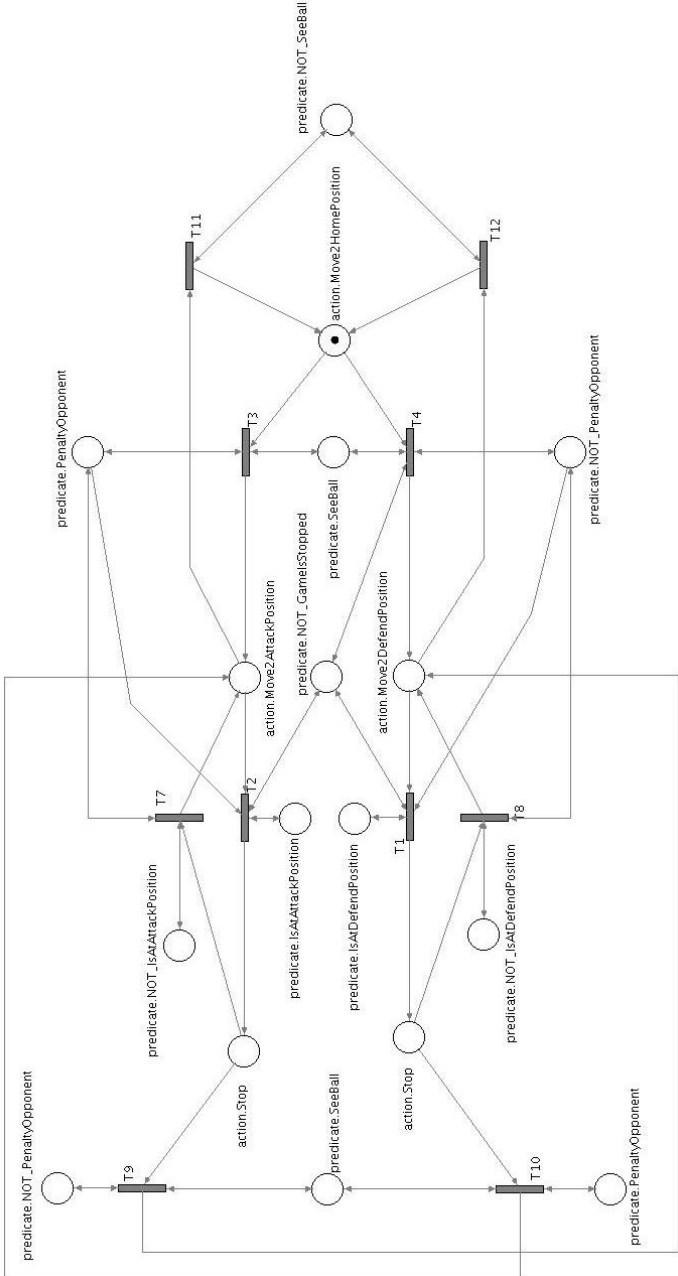 predicate.NOT_SeeBall
T11
T12
action.Move2HomePosition
predicate.PenaltyOpponent
T3
T4
predicate.NOT_PenaltyOpponent
predicate.SeeBall
predicate.NOT_GameIsStopped
action.Move2AttackPosition
action.Move2DefendPosition
T7
T2
T1
T8
predicate.NOT_IsAtAttackPosition
predicate.IsAtAttackPosition
predicate.IsAtDefendPosition
predicate.NOT_IsAtDefendPosition
action.Stop
action.Stop
predicate.NOT_PenaltyOpponent
T9
predicate.SeeBall
T10
predicate.PenaltyOpponent